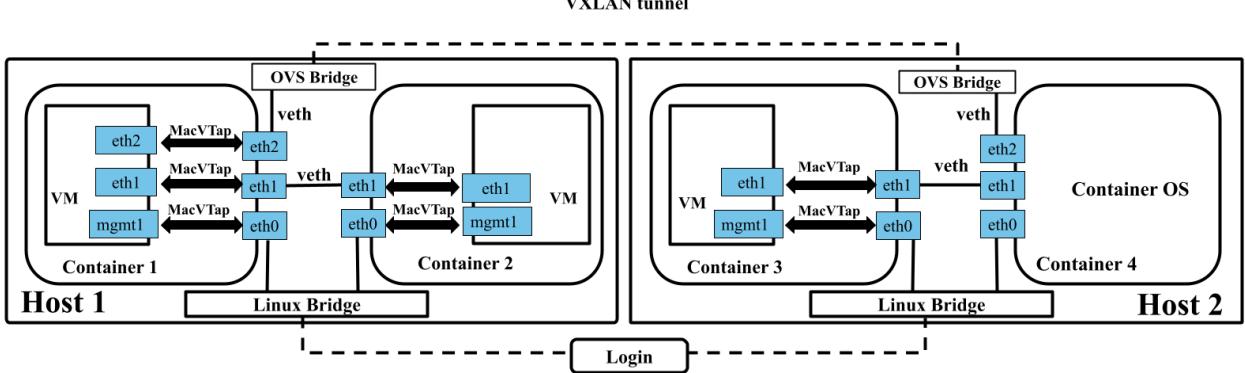 VXLAN tunnel
OVS Bridge
veth
eth2
MacVTap
eth2
eth1
MacVTap
eth1
veth
eth1
MacVTap
eth1
VM
VM
mgmt1
MacVTap
eth0
eth0
MacVTap
mgmt1
Container 1
Container 2
Host 1
Linux Bridge
OVS Bridge
veth
eth2
eth1
MacVTap
eth1
veth
eth1
Container OS
VM
mgmt1
MacVTap
eth0
eth0
Container 3
Container 4
Linux Bridge
Host 2
Login